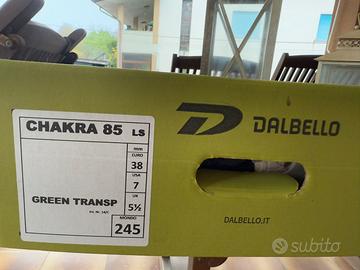 CHAKRA 85 LS
mm
EURO
38
USA
7
UK
5½
MONDO
245
GREEN TRANSP
DALBELLO
DALBELLO.IT
subito